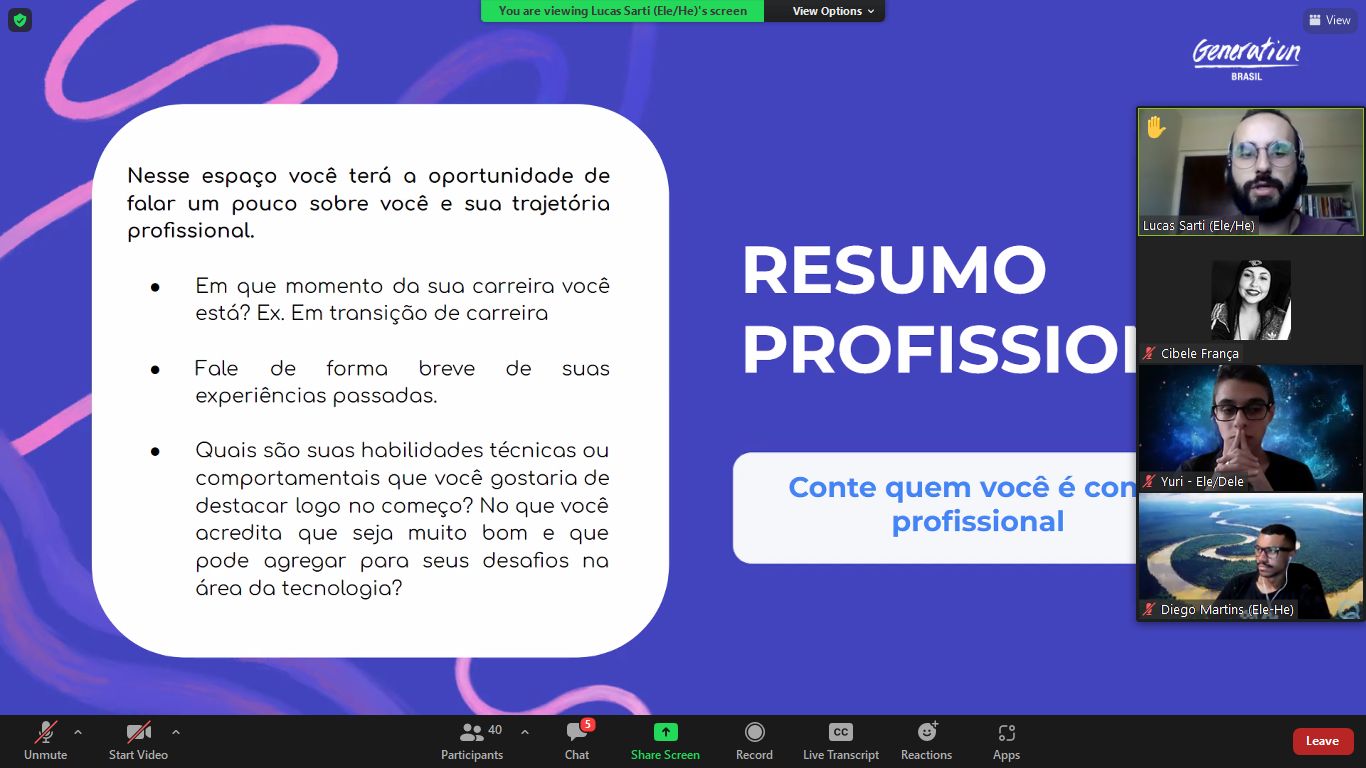 You are viewing Lucas Sarti (Ele/He)'s screen
View Options
View
Generation
BRASIL
Nesse espaço você terá a oportunidade de
falar um pouco sobre você e sua trajetória
profissional.
● Em que momento da sua carreira você
está? Ex. Em transição de carreira
● Fale de forma breve de suas
experiências passadas.
● Quais são suas habilidades técnicas ou
comportamentais que você gostaria de
destacar logo no começo? No que você
acredita que seja muito bom e que
pode agregar para seus desafios na
área da tecnologia?
RESUMO
PROFISSION
Conte quem você é con
profissional
Lucas Sarti (Ele/He)
Cibele França
Yuri - Ele/Dele
Diego Martins (Ele-He)
Unmute
Start Video
Participants
40
Chat
5
Share Screen
Record
CC
Live Transcript
Reactions
Apps
Leave